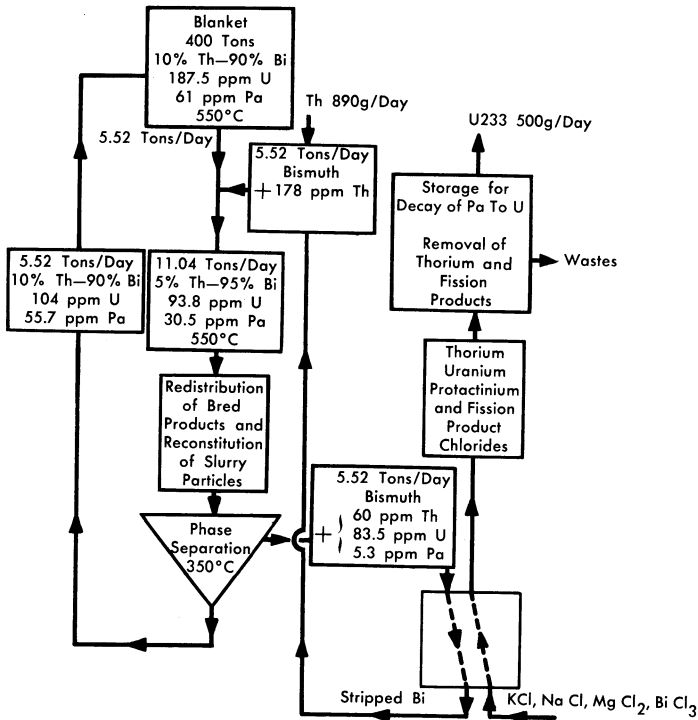 Blanket
400 Tons
10% Th—90% Bi
187.5 ppm U
61 ppm Pa
550°C
Th 890g/Day
5.52 Tons/Day
5.52 Tons/Day
Bismuth
+ 178 ppm Th
U233 500g/Day
Storage for
Decay of Pa To U
Removal of
Thorium and
Fission
Products
Wastes
5.52 Tons/Day
10% Th—90% Bi
104 ppm U
55.7 ppm Pa
11.04 Tons/Day
5% Th—95% Bi
93.8 ppm U
30.5 ppm Pa
550°C
Thorium
Uranium
Protactinium
and Fission
Product
Chlorides
Redistribution
of Bred
Products and
Reconstitution
of Slurry
Particles
5.52 Tons/Day
Bismuth
60 ppm Th
+ 83.5 ppm U
5.3 ppm Pa
Phase
Separation
350°C
Stripped Bi
KCl, Na Cl, Mg Cl₂, Bi Cl₃